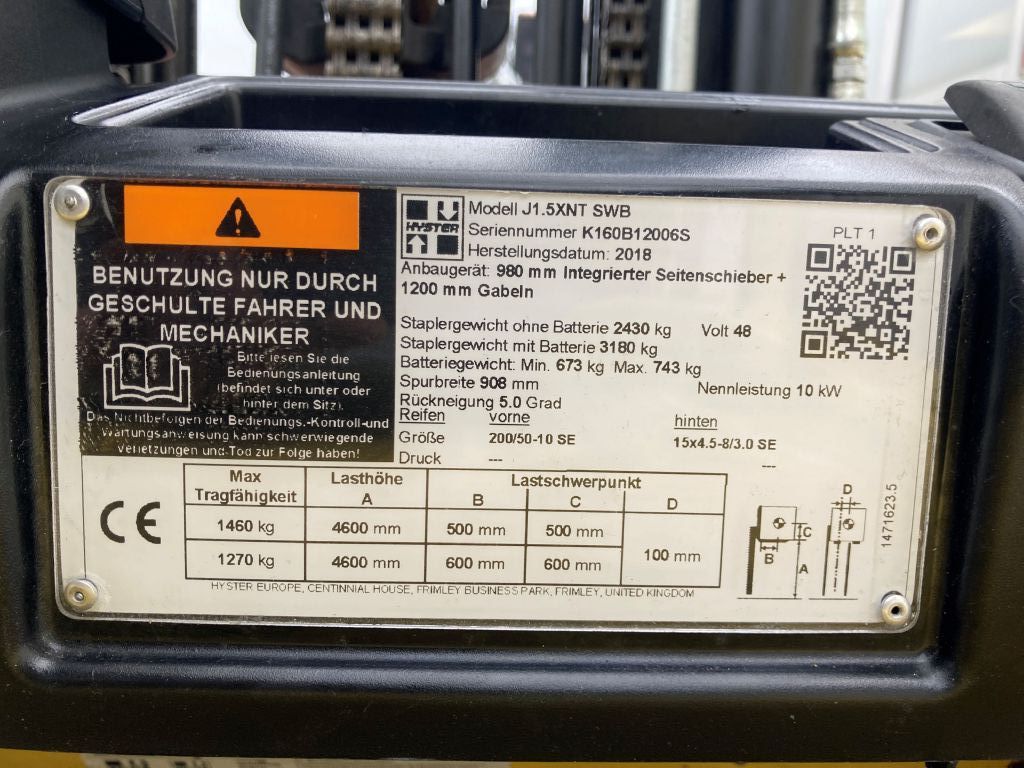 BENUTZUNG NUR DURCH
GESCHULTE FAHRER UND
MECHANIKER
Bitte lesen Sie die
Bedienungsanleitung
(befindet sich unter oder
hinter dem Sitz).
Das Nichtbefolgen der Bedienungs.-Kontroll-und
Wartungsanweisung kann schwerwiegende
Verletzungen und-Tod zur Folge haben!
HYSTER
Modell J1.5XNT SWB
Seriennummer K160B12006S
Herstellungsdatum: 2018
PLT 1
Anbaugerät: 980 mm Integrierter Seitenschieber +
1200 mm Gabeln
Staplergewicht ohne Batterie 2430 kg Volt 48
Staplergewicht mit Batterie 3180 kg
Batteriegewicht: Min. 673 kg Max. 743 kg
Spurbreite 908 mm Nennleistung 10 kW
Rückneigung 5.0 Grad
Reifen vorne hinten
Größe 200/50-10 SE 15x4.5-8/3.0 SE
Druck --- ---
Max Tragfähigkeit Lasthöhe A Lastschwerpunkt B C D
1460 kg 4600 mm 500 mm 500 mm 100 mm
1270 kg 4600 mm 600 mm 600 mm
CE
D
C
B
A
1471623.5
HYSTER EUROPE, CENTINNIAL HOUSE, FRIMLEY BUSINESS PARK, FRIMLEY, UNITED KINGDOM